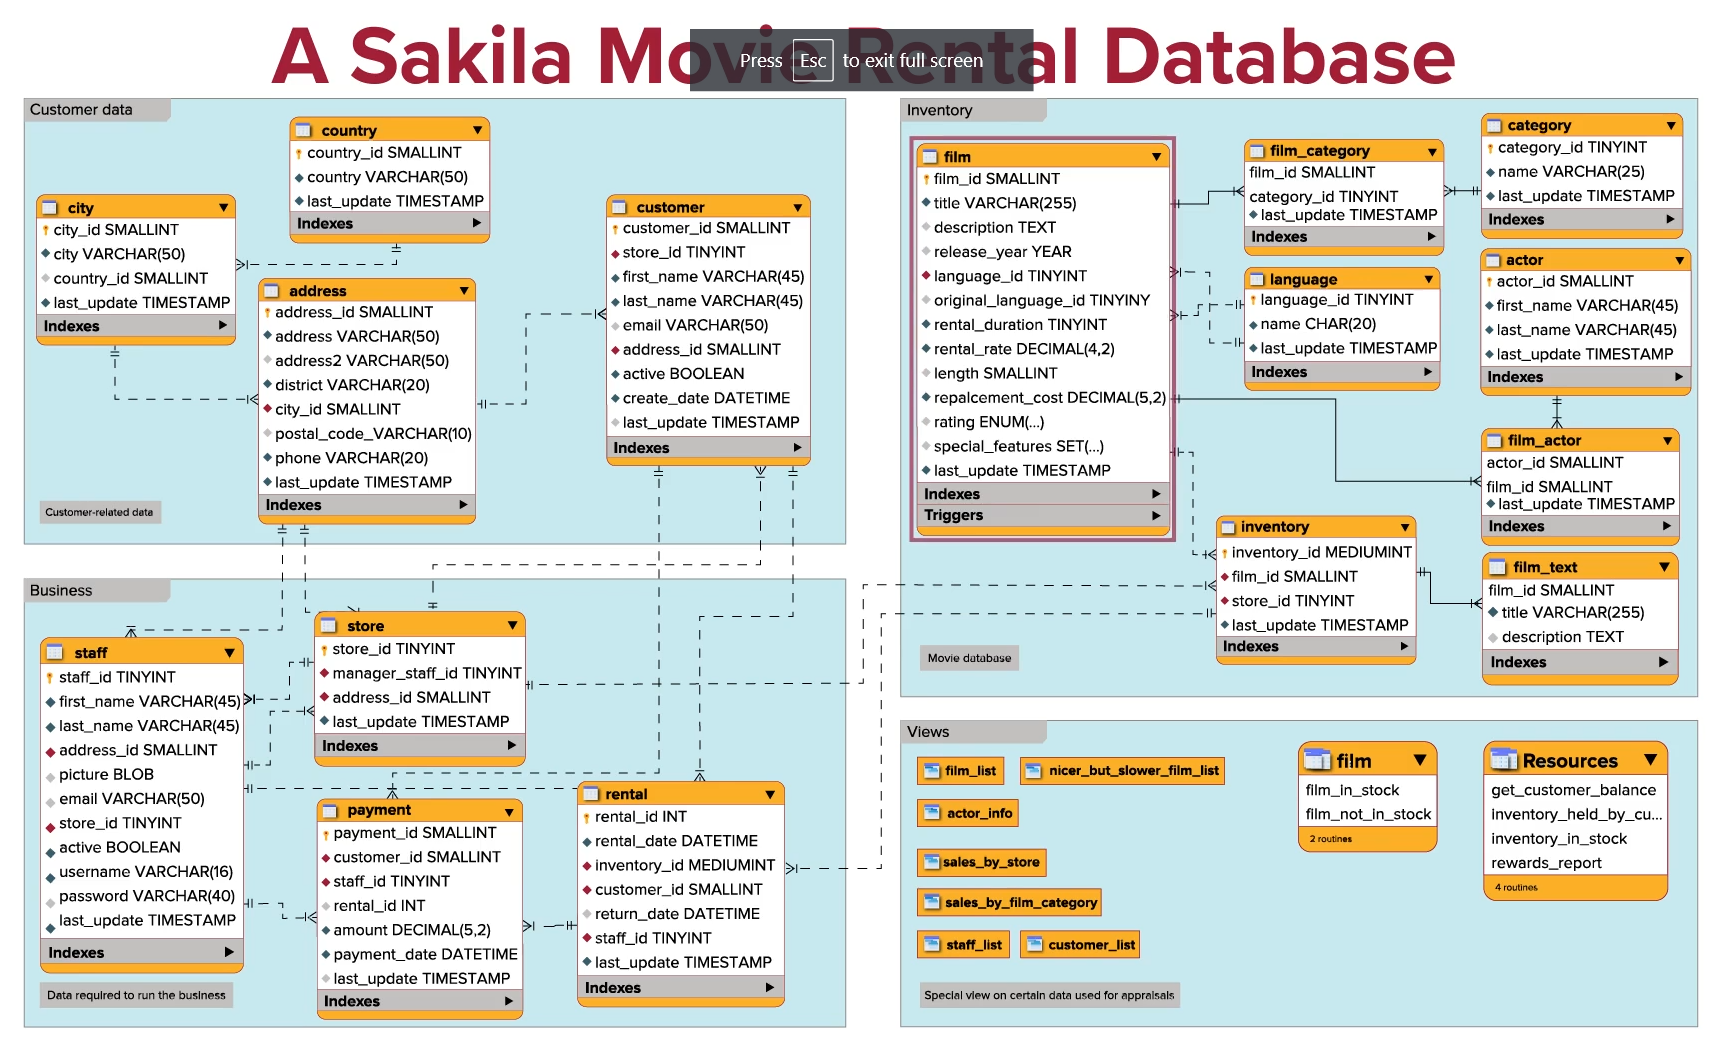 A Sakila Movie Rental Database
Press Esc to exit full screen
Customer data
country
country_id SMALLINT
country VARCHAR(50)
last_update TIMESTAMP
Indexes
city
city_id SMALLINT
city VARCHAR(50)
country_id SMALLINT
last_update TIMESTAMP
Indexes
address
address_id SMALLINT
address VARCHAR(50)
address2 VARCHAR(50)
district VARCHAR(20)
city_id SMALLINT
postal_code_VARCHAR(10)
phone VARCHAR(20)
last_update TIMESTAMP
Indexes
customer
customer_id SMALLINT
store_id TINYINT
first_name VARCHAR(45)
last_name VARCHAR(45)
email VARCHAR(50)
address_id SMALLINT
active BOOLEAN
create_date DATETIME
last_update TIMESTAMP
Indexes
Customer-related data
Business
staff
staff_id TINYINT
first_name VARCHAR(45)
last_name VARCHAR(45)
address_id SMALLINT
picture BLOB
email VARCHAR(50)
store_id TINYINT
active BOOLEAN
username VARCHAR(16)
password VARCHAR(40)
last_update TIMESTAMP
Indexes
Data required to run the business
store
store_id TINYINT
manager_staff_id TINYINT
address_id SMALLINT
last_update TIMESTAMP
Indexes
payment
payment_id SMALLINT
customer_id SMALLINT
staff_id TINYINT
rental_id INT
amount DECIMAL(5,2)
payment_date DATETIME
last_update TIMESTAMP
Indexes
rental
rental_id INT
rental_date DATETIME
inventory_id MEDIUMINT
customer_id SMALLINT
return_date DATETIME
staff_id TINYINT
last_update TIMESTAMP
Indexes
Inventory
film
film_id SMALLINT
title VARCHAR(255)
description TEXT
release_year YEAR
language_id TINYINT
original_language_id TINYINY
rental_duration TINYINT
rental_rate DECIMAL(4,2)
length SMALLINT
repalcement_cost DECIMAL(5,2)
rating ENUM(...)
special_features SET(...)
last_update TIMESTAMP
Indexes
Triggers
film_category
film_id SMALLINT
category_id TINYINT
last_update TIMESTAMP
Indexes
category
category_id TINYINT
name VARCHAR(25)
last_update TIMESTAMP
Indexes
language
language_id TINYINT
name CHAR(20)
last_update TIMESTAMP
Indexes
actor
actor_id SMALLINT
first_name VARCHAR(45)
last_name VARCHAR(45)
last_update TIMESTAMP
Indexes
film_actor
actor_id SMALLINT
film_id SMALLINT
last_update TIMESTAMP
Indexes
inventory
inventory_id MEDIUMINT
film_id SMALLINT
store_id TINYINT
last_update TIMESTAMP
Indexes
film_text
film_id SMALLINT
title VARCHAR(255)
description TEXT
Indexes
Movie database
Views
film_list
nicer_but_slower_film_list
actor_info
sales_by_store
sales_by_film_category
staff_list
customer_list
Special view on certain data used for appraisals
film
film_in_stock
film_not_in_stock
2 routines
Resources
get_customer_balance
inventory_held_by_cu...
inventory_in_stock
rewards_report
4 routines